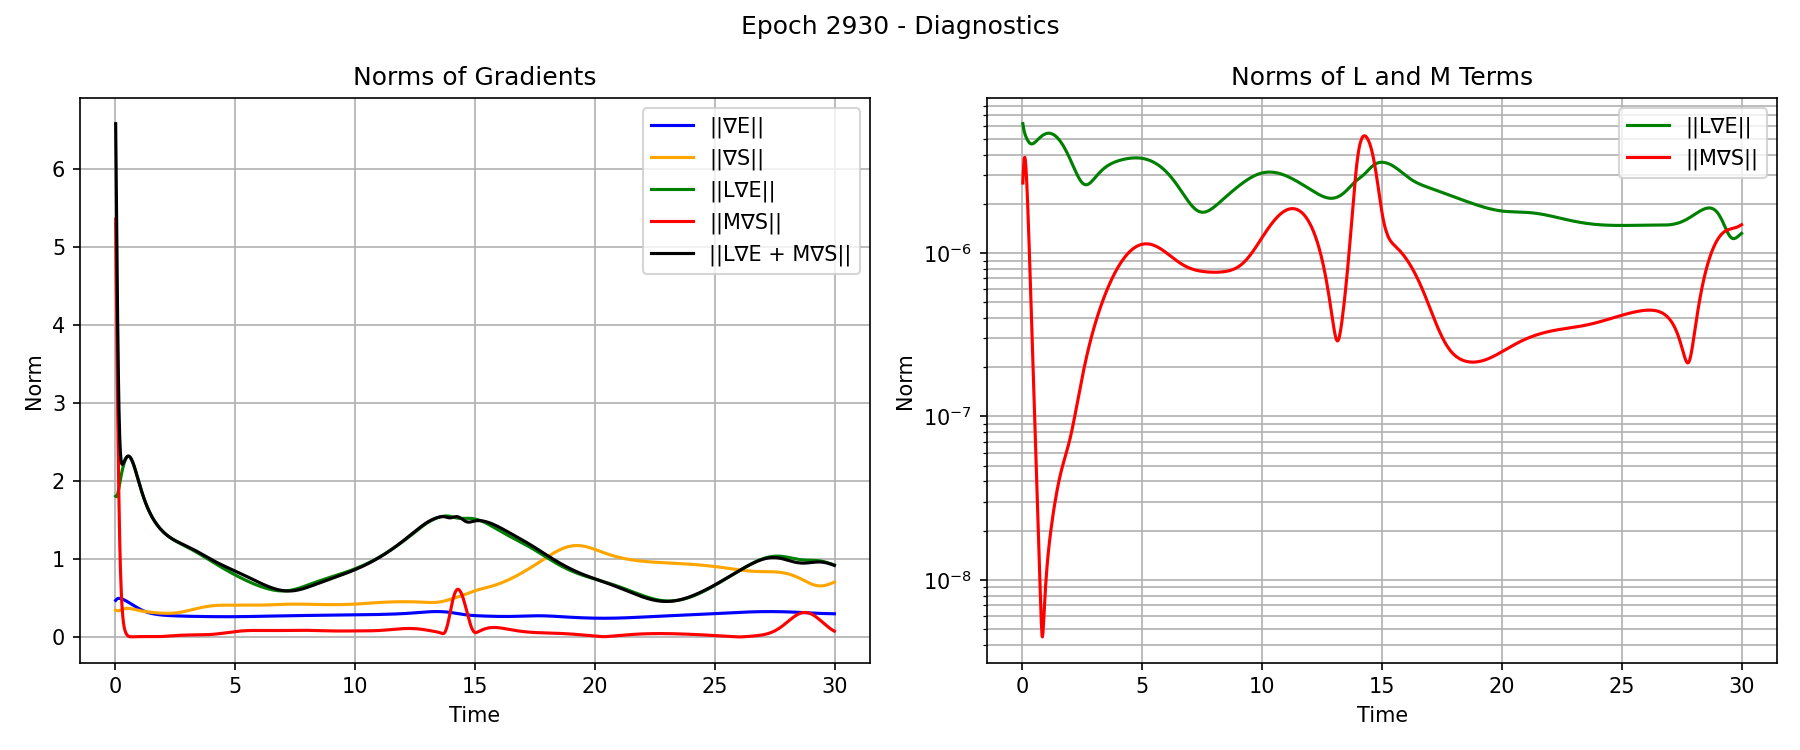 Epoch 2930 - Diagnostics
Norms of Gradients
Norm
6
5
4
3
2
1
0
0 5 10 15 20 25 30
Time
||∇E||
||∇S||
||L∇E||
||M∇S||
||L∇E + M∇S||
Norms of L and M Terms
Norm
10⁻⁶
10⁻⁷
10⁻⁸
0 5 10 15 20 25 30
Time
||L∇E||
||M∇S||